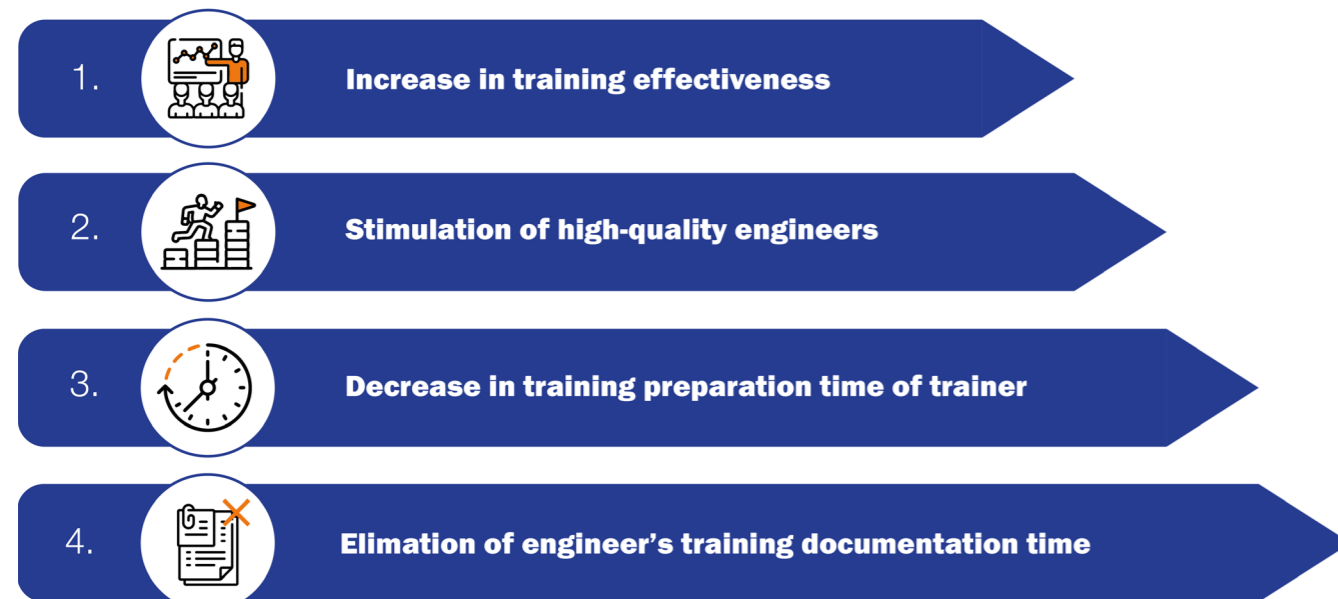 1. Increase in training effectiveness
2. Stimulation of high-quality engineers
3. Decrease in training preparation time of trainer
4. Elimation of engineer’s training documentation time